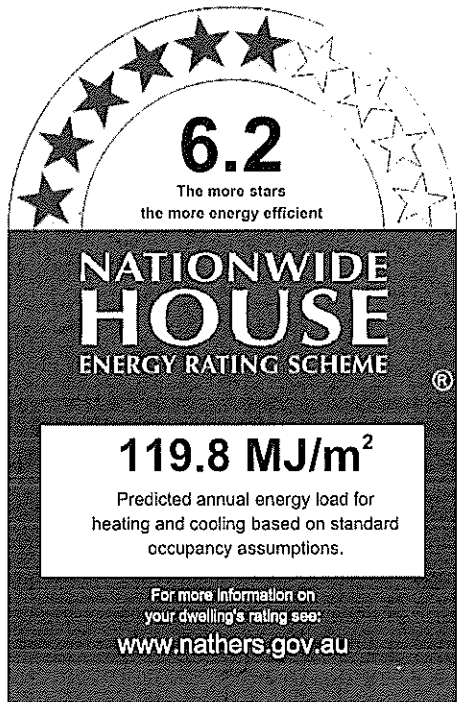 6.2
The more stars
the more energy efficient
NATIONWIDE
HOUSE
ENERGY RATING SCHEME
®
119.8 MJ/m²
Predicted annual energy load for
heating and cooling based on standard
occupancy assumptions.
For more information on
your dwelling's rating see:
www.nathers.gov.au